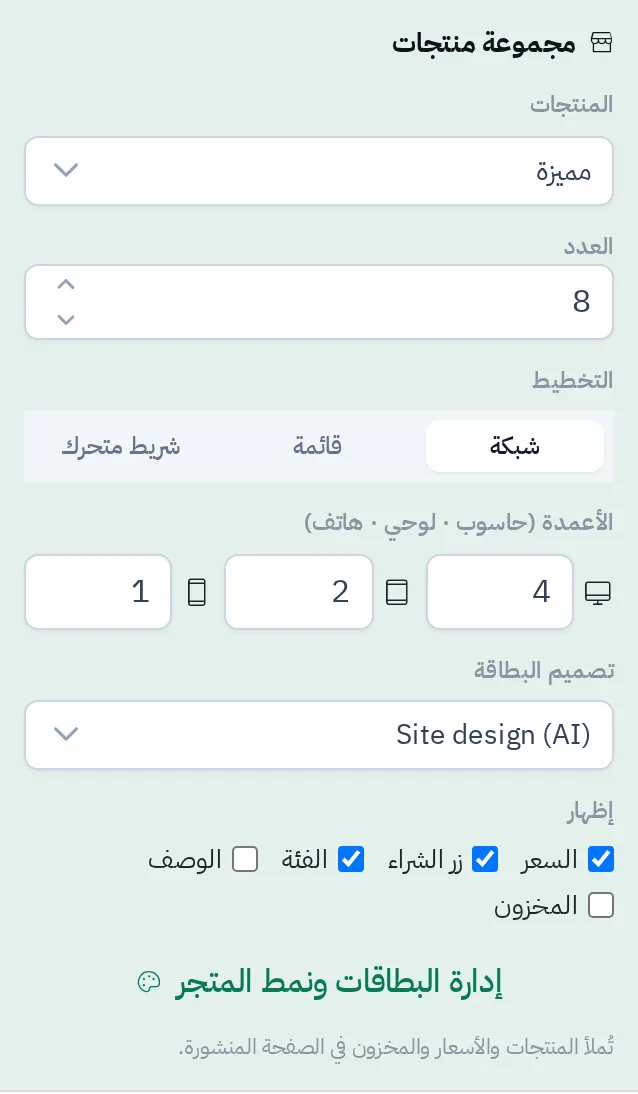 مجموعة منتجات
المنتجات
مميزة
العدد
8
التخطيط
شبكة قائمة شريط متحرك
الأعمدة (حاسوب · لوحي · هاتف)
4 2 1
تصميم البطاقة
Site design (AI)
إظهار
السعر زر الشراء الفئة الوصف
المخزون
إدارة البطاقات ونمط المتجر
تُملأ المنتجات والأسعار والمخزون في الصفحة المنشورة.